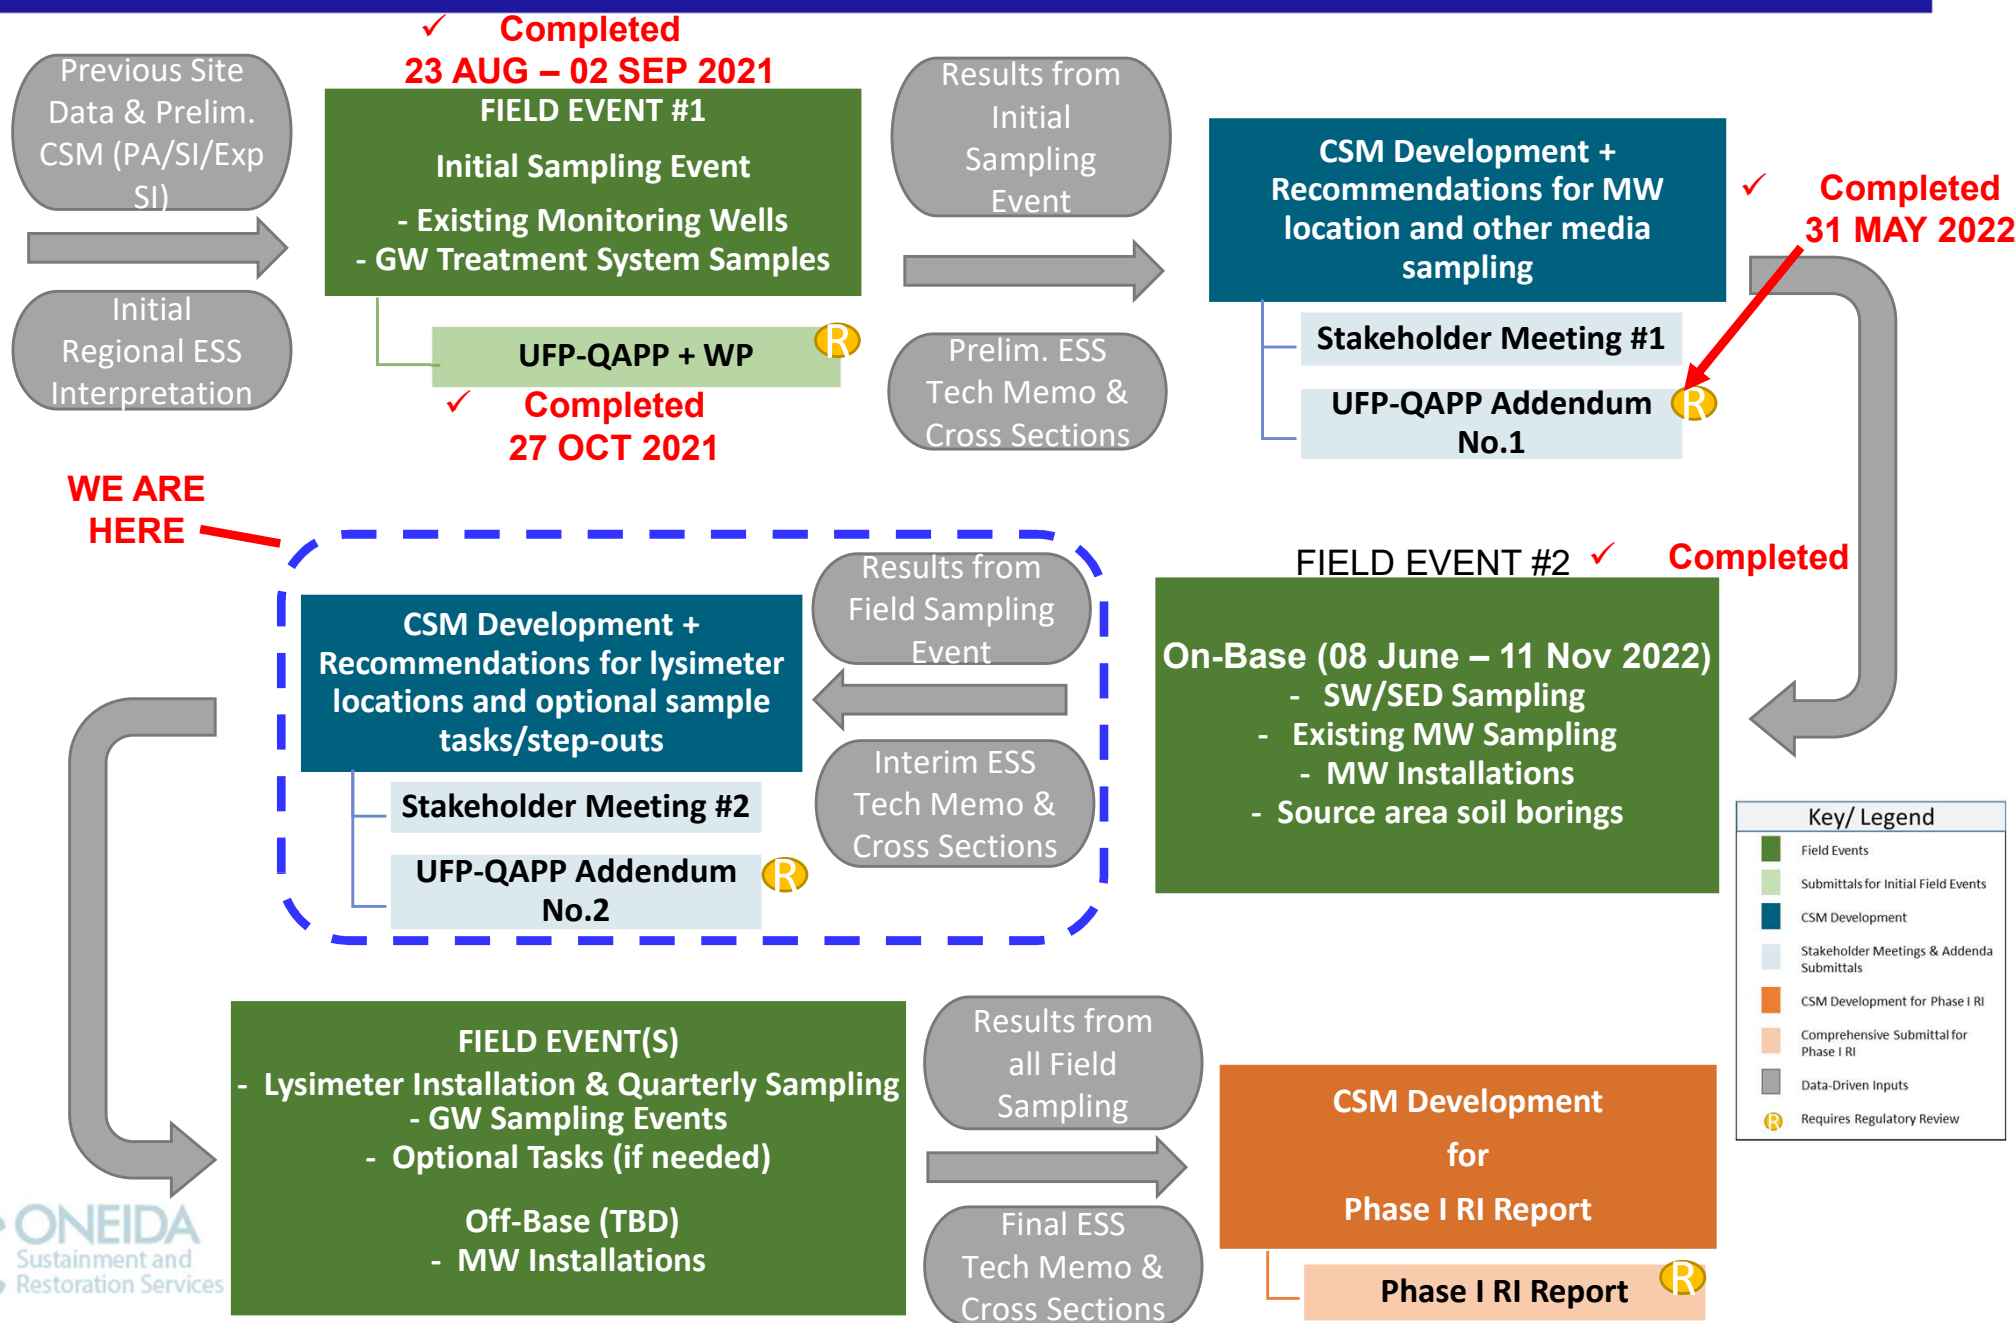 ✓ Completed
23 AUG – 02 SEP 2021
Previous Site
Data & Prelim.
CSM (PA/SI/Exp
SI)
Initial
Regional ESS
Interpretation
FIELD EVENT #1
Initial Sampling Event
- Existing Monitoring Wells
- GW Treatment System Samples
UFP-QAPP + WP
R
✓ Completed
27 OCT 2021
Results from
Initial
Sampling
Event
Prelim. ESS
Tech Memo &
Cross Sections
CSM Development +
Recommendations for MW
location and other media
sampling
Stakeholder Meeting #1
UFP-QAPP Addendum
No.1
R
✓ Completed
31 MAY 2022
WE ARE
HERE
FIELD EVENT #2 ✓ Completed
On-Base (08 June – 11 Nov 2022)
- SW/SED Sampling
- Existing MW Sampling
- MW Installations
- Source area soil borings
Results from
Field Sampling
Event
Interim ESS
Tech Memo &
Cross Sections
CSM Development +
Recommendations for lysimeter
locations and optional sample
tasks/step-outs
Stakeholder Meeting #2
UFP-QAPP Addendum
No.2
R
FIELD EVENT(S)
- Lysimeter Installation & Quarterly Sampling
- GW Sampling Events
- Optional Tasks (if needed)
Off-Base (TBD)
- MW Installations
Results from
all Field
Sampling
Final ESS
Tech Memo &
Cross Sections
CSM Development
for
Phase I RI Report
Phase I RI Report
R
Key/ Legend
Field Events
Submittals for Initial Field Events
CSM Development
Stakeholder Meetings & Addenda
Submittals
CSM Development for Phase I RI
Comprehensive Submittal for
Phase I RI
Data-Driven Inputs
R Requires Regulatory Review
ONEIDA
Sustainment and
Restoration Services